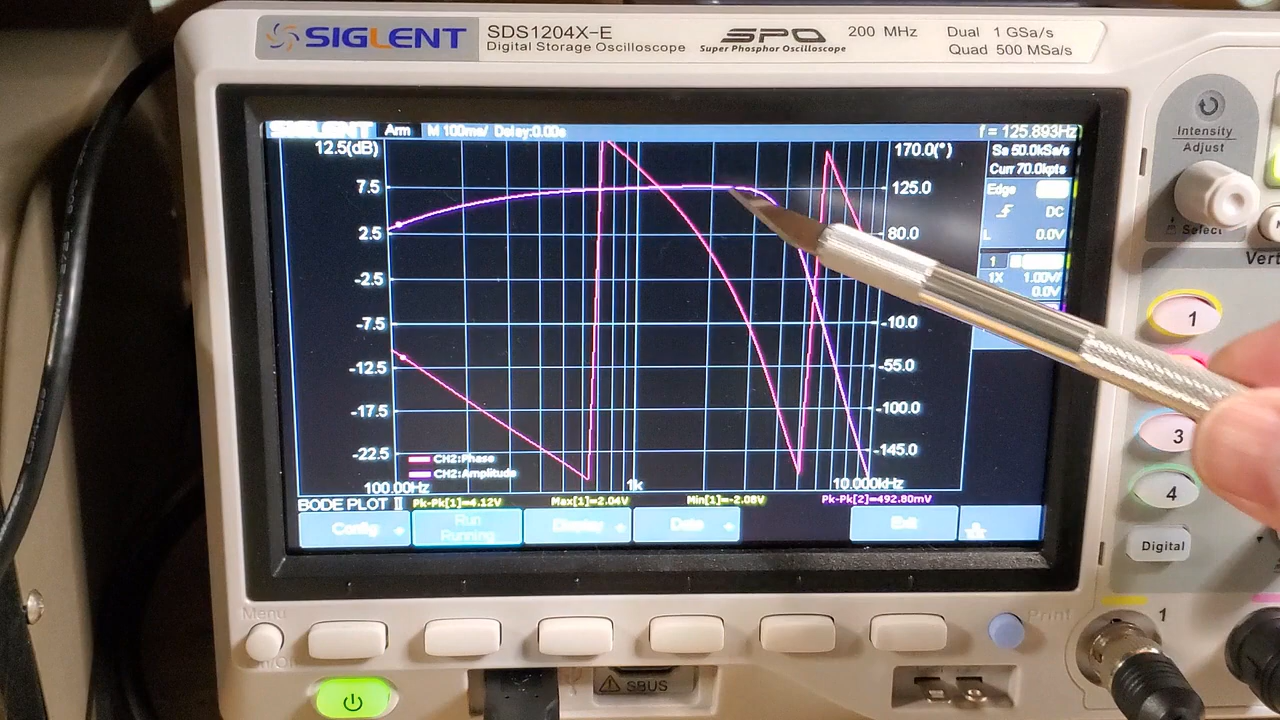 SIGLENT SDS1204X-E
Digital Storage Oscilloscope
SPO
Super Phosphor Oscilloscope
200 MHz
Dual 1 GSa/s
Quad 500 MSa/s
Intensity
Adjust
Select
Vert
SIGLENT Arm M 100ms/ Delay:0.00s f = 125.893Hz
Sa 50.0kSa/s
Curr 70.0kpts
Edge
DC
L 0.0V
1
1X 1.00V/
0.0V
12.5(dB) 170.0(°)
7.5 125.0
2.5 80.0
-2.5
-7.5 -10.0
-12.5 -55.0
-17.5 -100.0
-22.5 -145.0
CH2:Phase
CH2:Amplitude
100.00Hz 1k 10.000kHz
BODE PLOT II Pk-Pk[1]=4.12V Max[1]=2.04V Min[1]=-2.08V Pk-Pk[2]=492.80mV
Config Run Display Data Exit
Running
1
3
4
Digital
Menu
On/Off
Print
SBUS
1